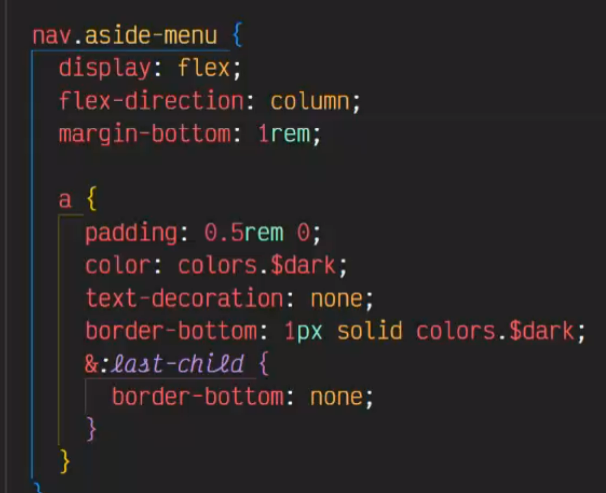 nav.aside-menu {
  display: flex;
  flex-direction: column;
  margin-bottom: 1rem;

  a {
    padding: 0.5rem 0;
    color: colors.$dark;
    text-decoration: none;
    border-bottom: 1px solid colors.$dark;
    &:last-child {
      border-bottom: none;
    }
  }
}